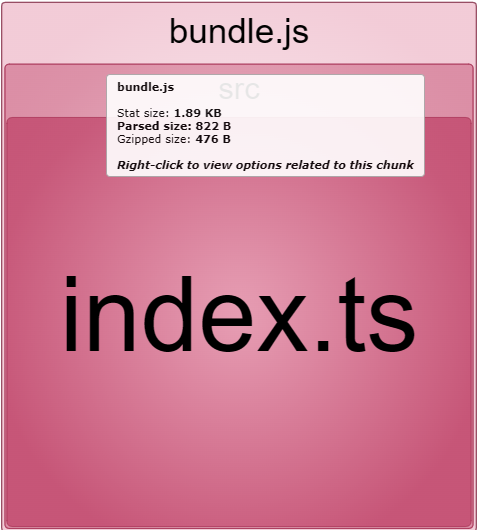 bundle.js
src
bundle.js
Stat size: 1.89 KB
Parsed size: 822 B
Gzipped size: 476 B
Right-click to view options related to this chunk
index.ts